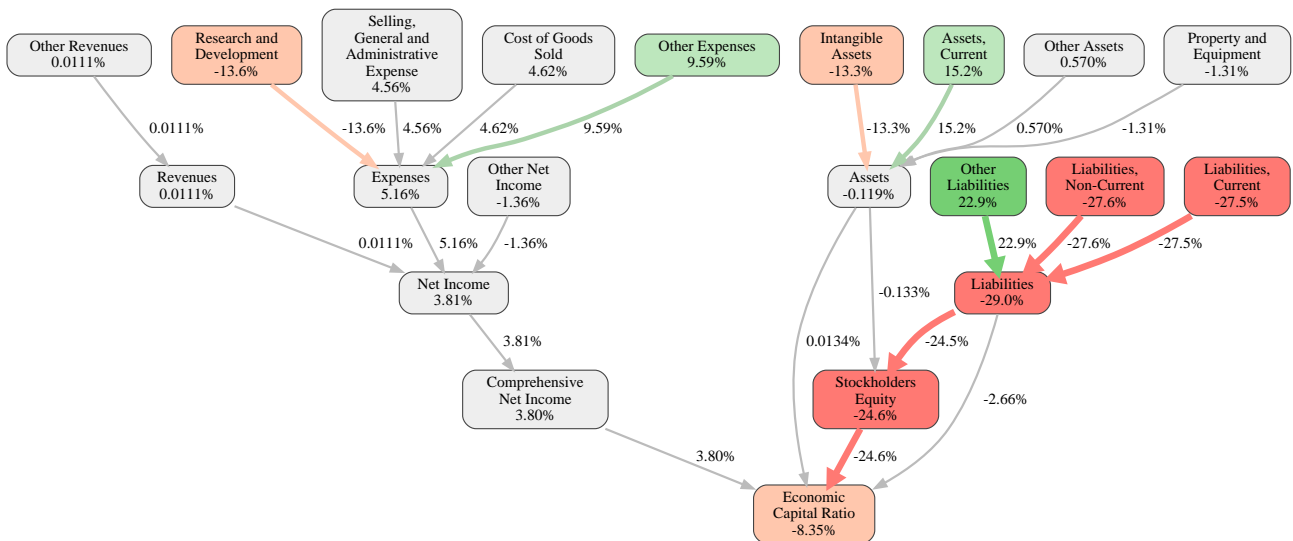 Other Revenues
0.0111%
Research and
Development
-13.6%
Selling,
General and
Administrative
Expense
4.56%
Cost of Goods
Sold
4.62%
Other Expenses
9.59%
Intangible
Assets
-13.3%
Assets,
Current
15.2%
Other Assets
0.570%
Property and
Equipment
-1.31%
0.0111%
-13.6%
4.56%
4.62%
9.59%
-13.3%
15.2%
0.570%
-1.31%
Revenues
0.0111%
Expenses
5.16%
Other Net
Income
-1.36%
Assets
-0.119%
Other
Liabilities
22.9%
Liabilities,
Non-Current
-27.6%
Liabilities,
Current
-27.5%
0.0111%
5.16%
-1.36%
22.9%
-27.6%
-27.5%
Net Income
3.81%
-0.133%
Liabilities
-29.0%
3.81%
0.0134%
-24.5%
Comprehensive
Net Income
3.80%
Stockholders
Equity
-24.6%
-2.66%
3.80%
-24.6%
Economic
Capital Ratio
-8.35%